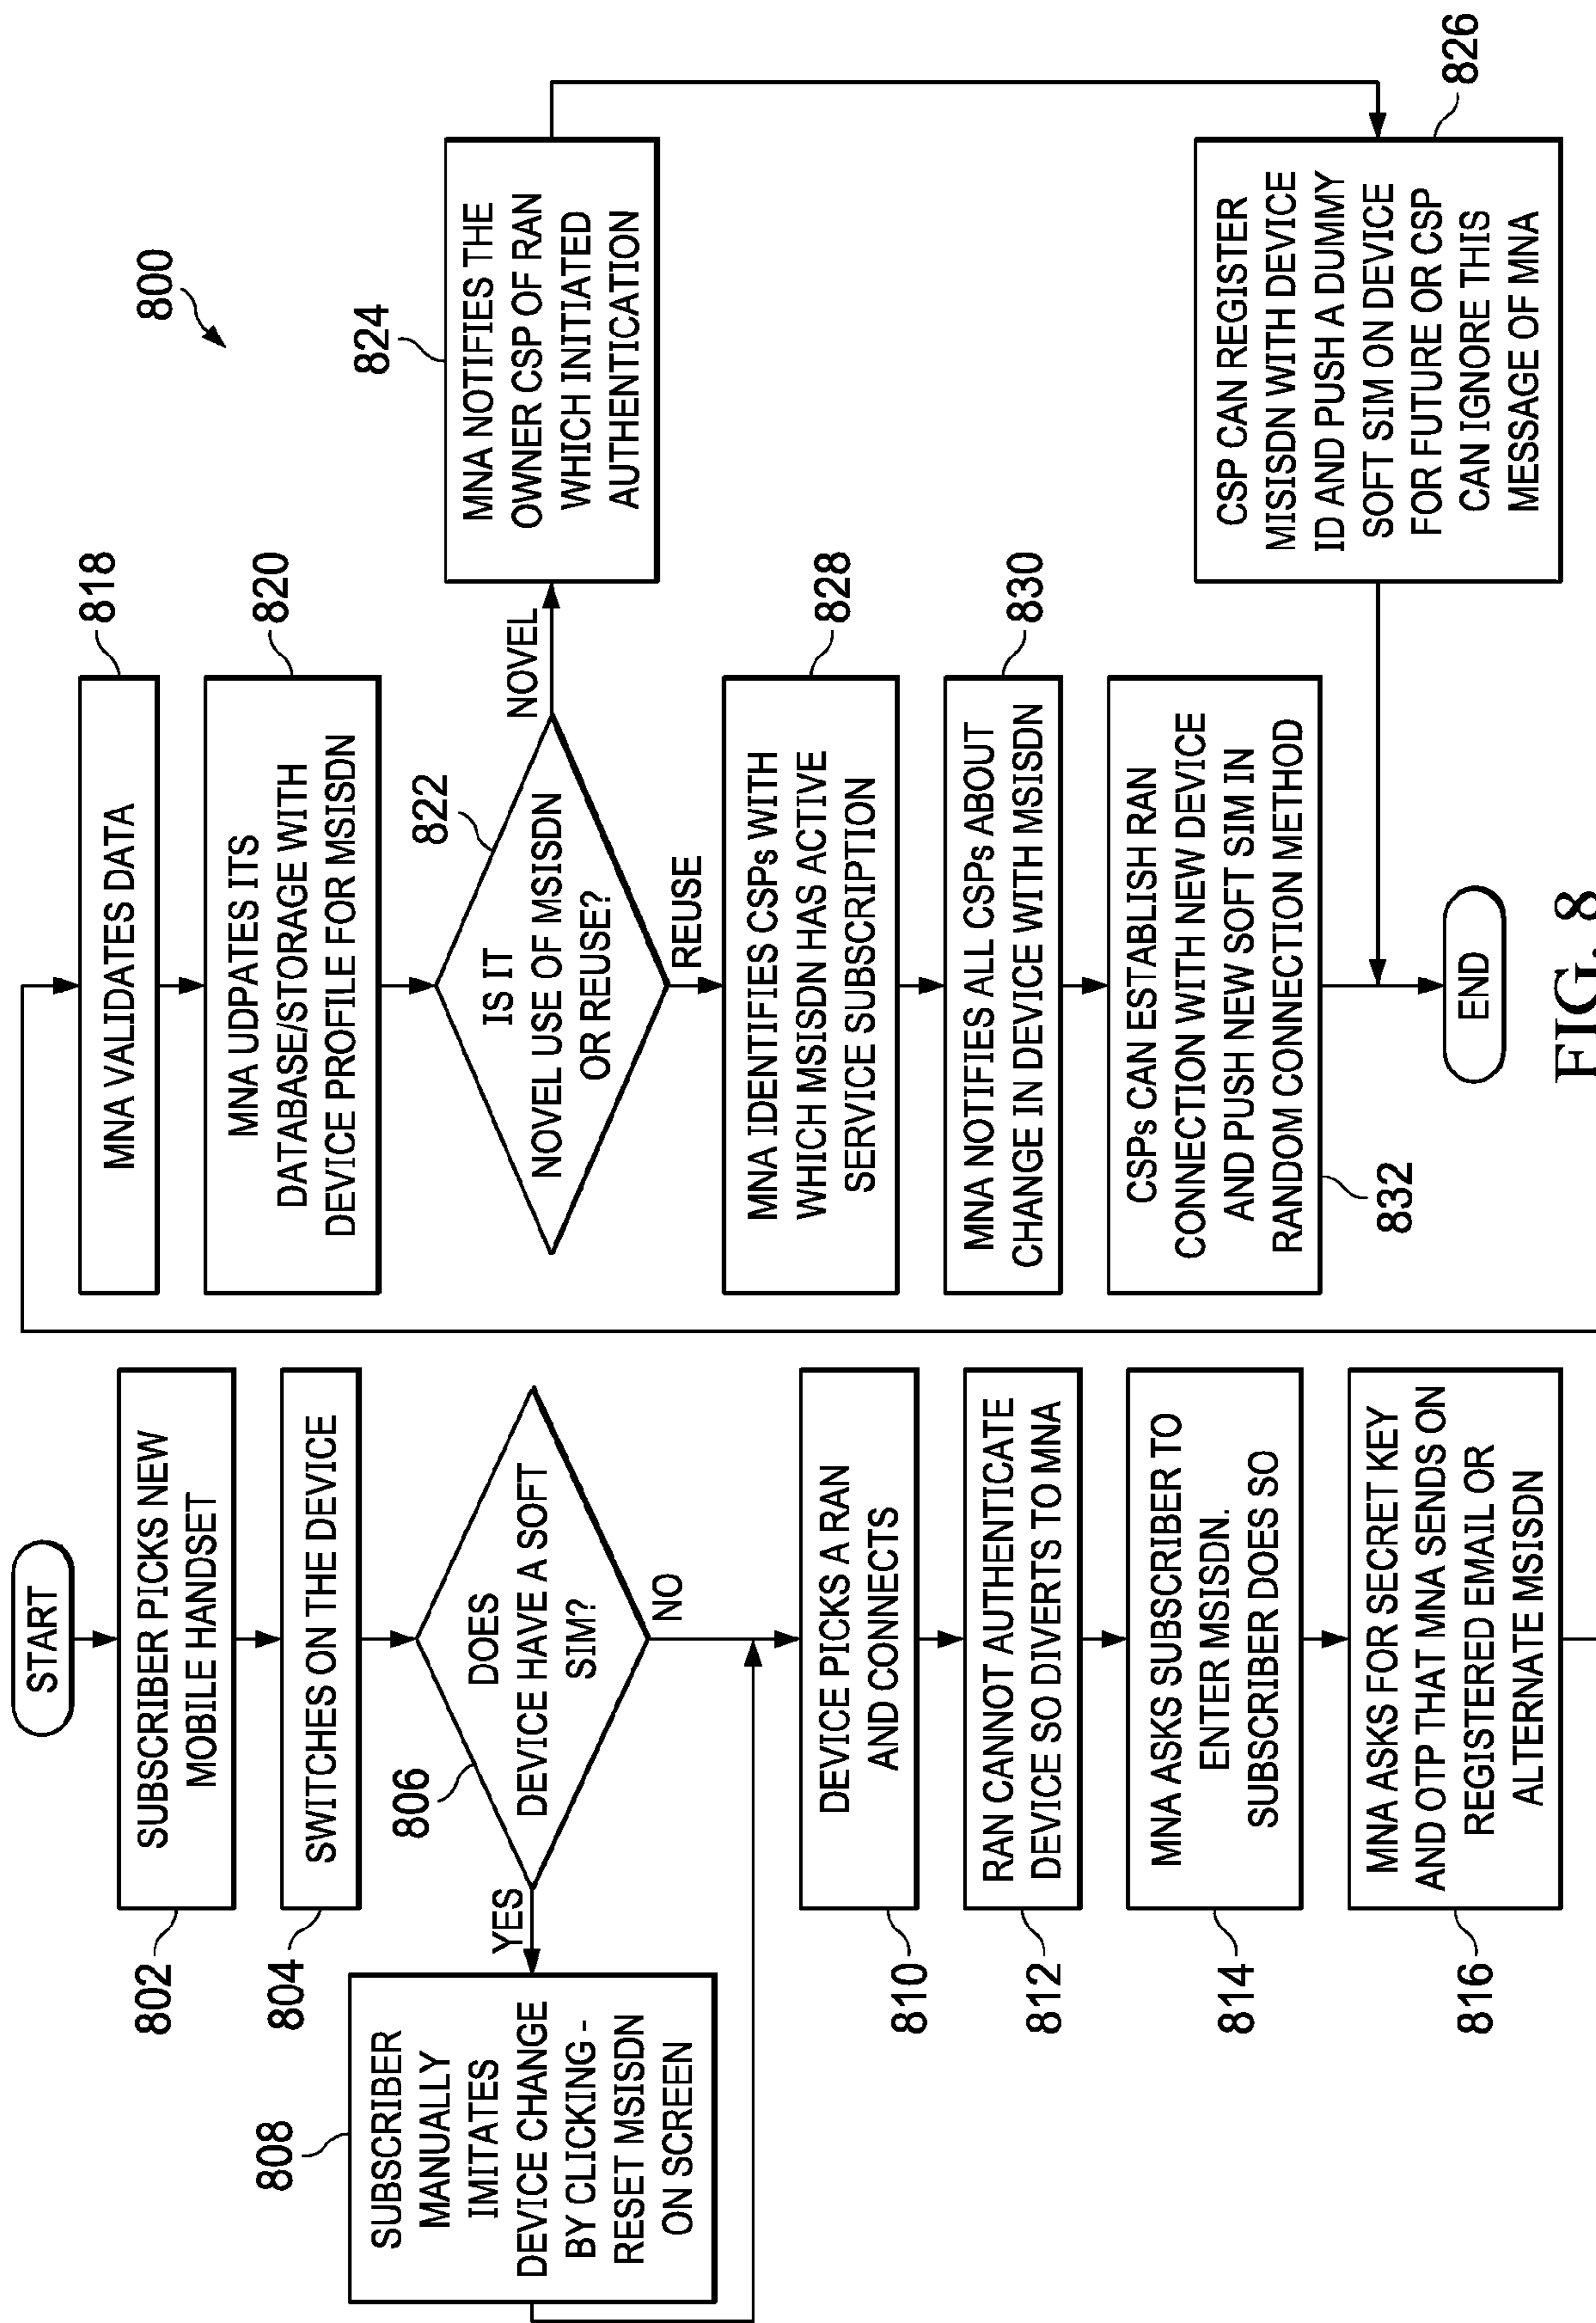 800
START
SUBSCRIBER PICKS NEW
MOBILE HANDSET
802
SWITCHES ON THE DEVICE
804
DOES
DEVICE HAVE A SOFT
SIM?
806
YES
NO
SUBSCRIBER
MANUALLY
IMITATES
DEVICE CHANGE
BY CLICKING -
RESET MSISDN
ON SCREEN
808
DEVICE PICKS A RAN
AND CONNECTS
810
RAN CANNOT AUTHENTICATE
DEVICE SO DIVERTS TO MNA
812
MNA ASKS SUBSCRIBER TO
ENTER MSISDN.
SUBSCRIBER DOES SO
814
MNA ASKS FOR SECRET KEY
AND OTP THAT MNA SENDS ON
REGISTERED EMAIL OR
ALTERNATE MSISDN
816
MNA VALIDATES DATA
818
MNA UDPATES ITS
DATABASE/STORAGE WITH
DEVICE PROFILE FOR MSISDN
820
IS IT
NOVEL USE OF MSISDN
OR REUSE?
822
NOVEL
REUSE
MNA NOTIFIES THE
OWNER CSP OF RAN
WHICH INITIATED
AUTHENTICATION
824
CSP CAN REGISTER
MISISDN WITH DEVICE
ID AND PUSH A DUMMY
SOFT SIM ON DEVICE
FOR FUTURE OR CSP
CAN IGNORE THIS
MESSAGE OF MNA
826
MNA IDENTIFIES CSPs WITH
WHICH MSISDN HAS ACTIVE
SERVICE SUBSCRIPTION
828
MNA NOTIFIES ALL CSPs ABOUT
CHANGE IN DEVICE WITH MSISDN
830
CSPs CAN ESTABLISH RAN
CONNECTION WITH NEW DEVICE
AND PUSH NEW SOFT SIM IN
RANDOM CONNECTION METHOD
832
END
FIG. 8